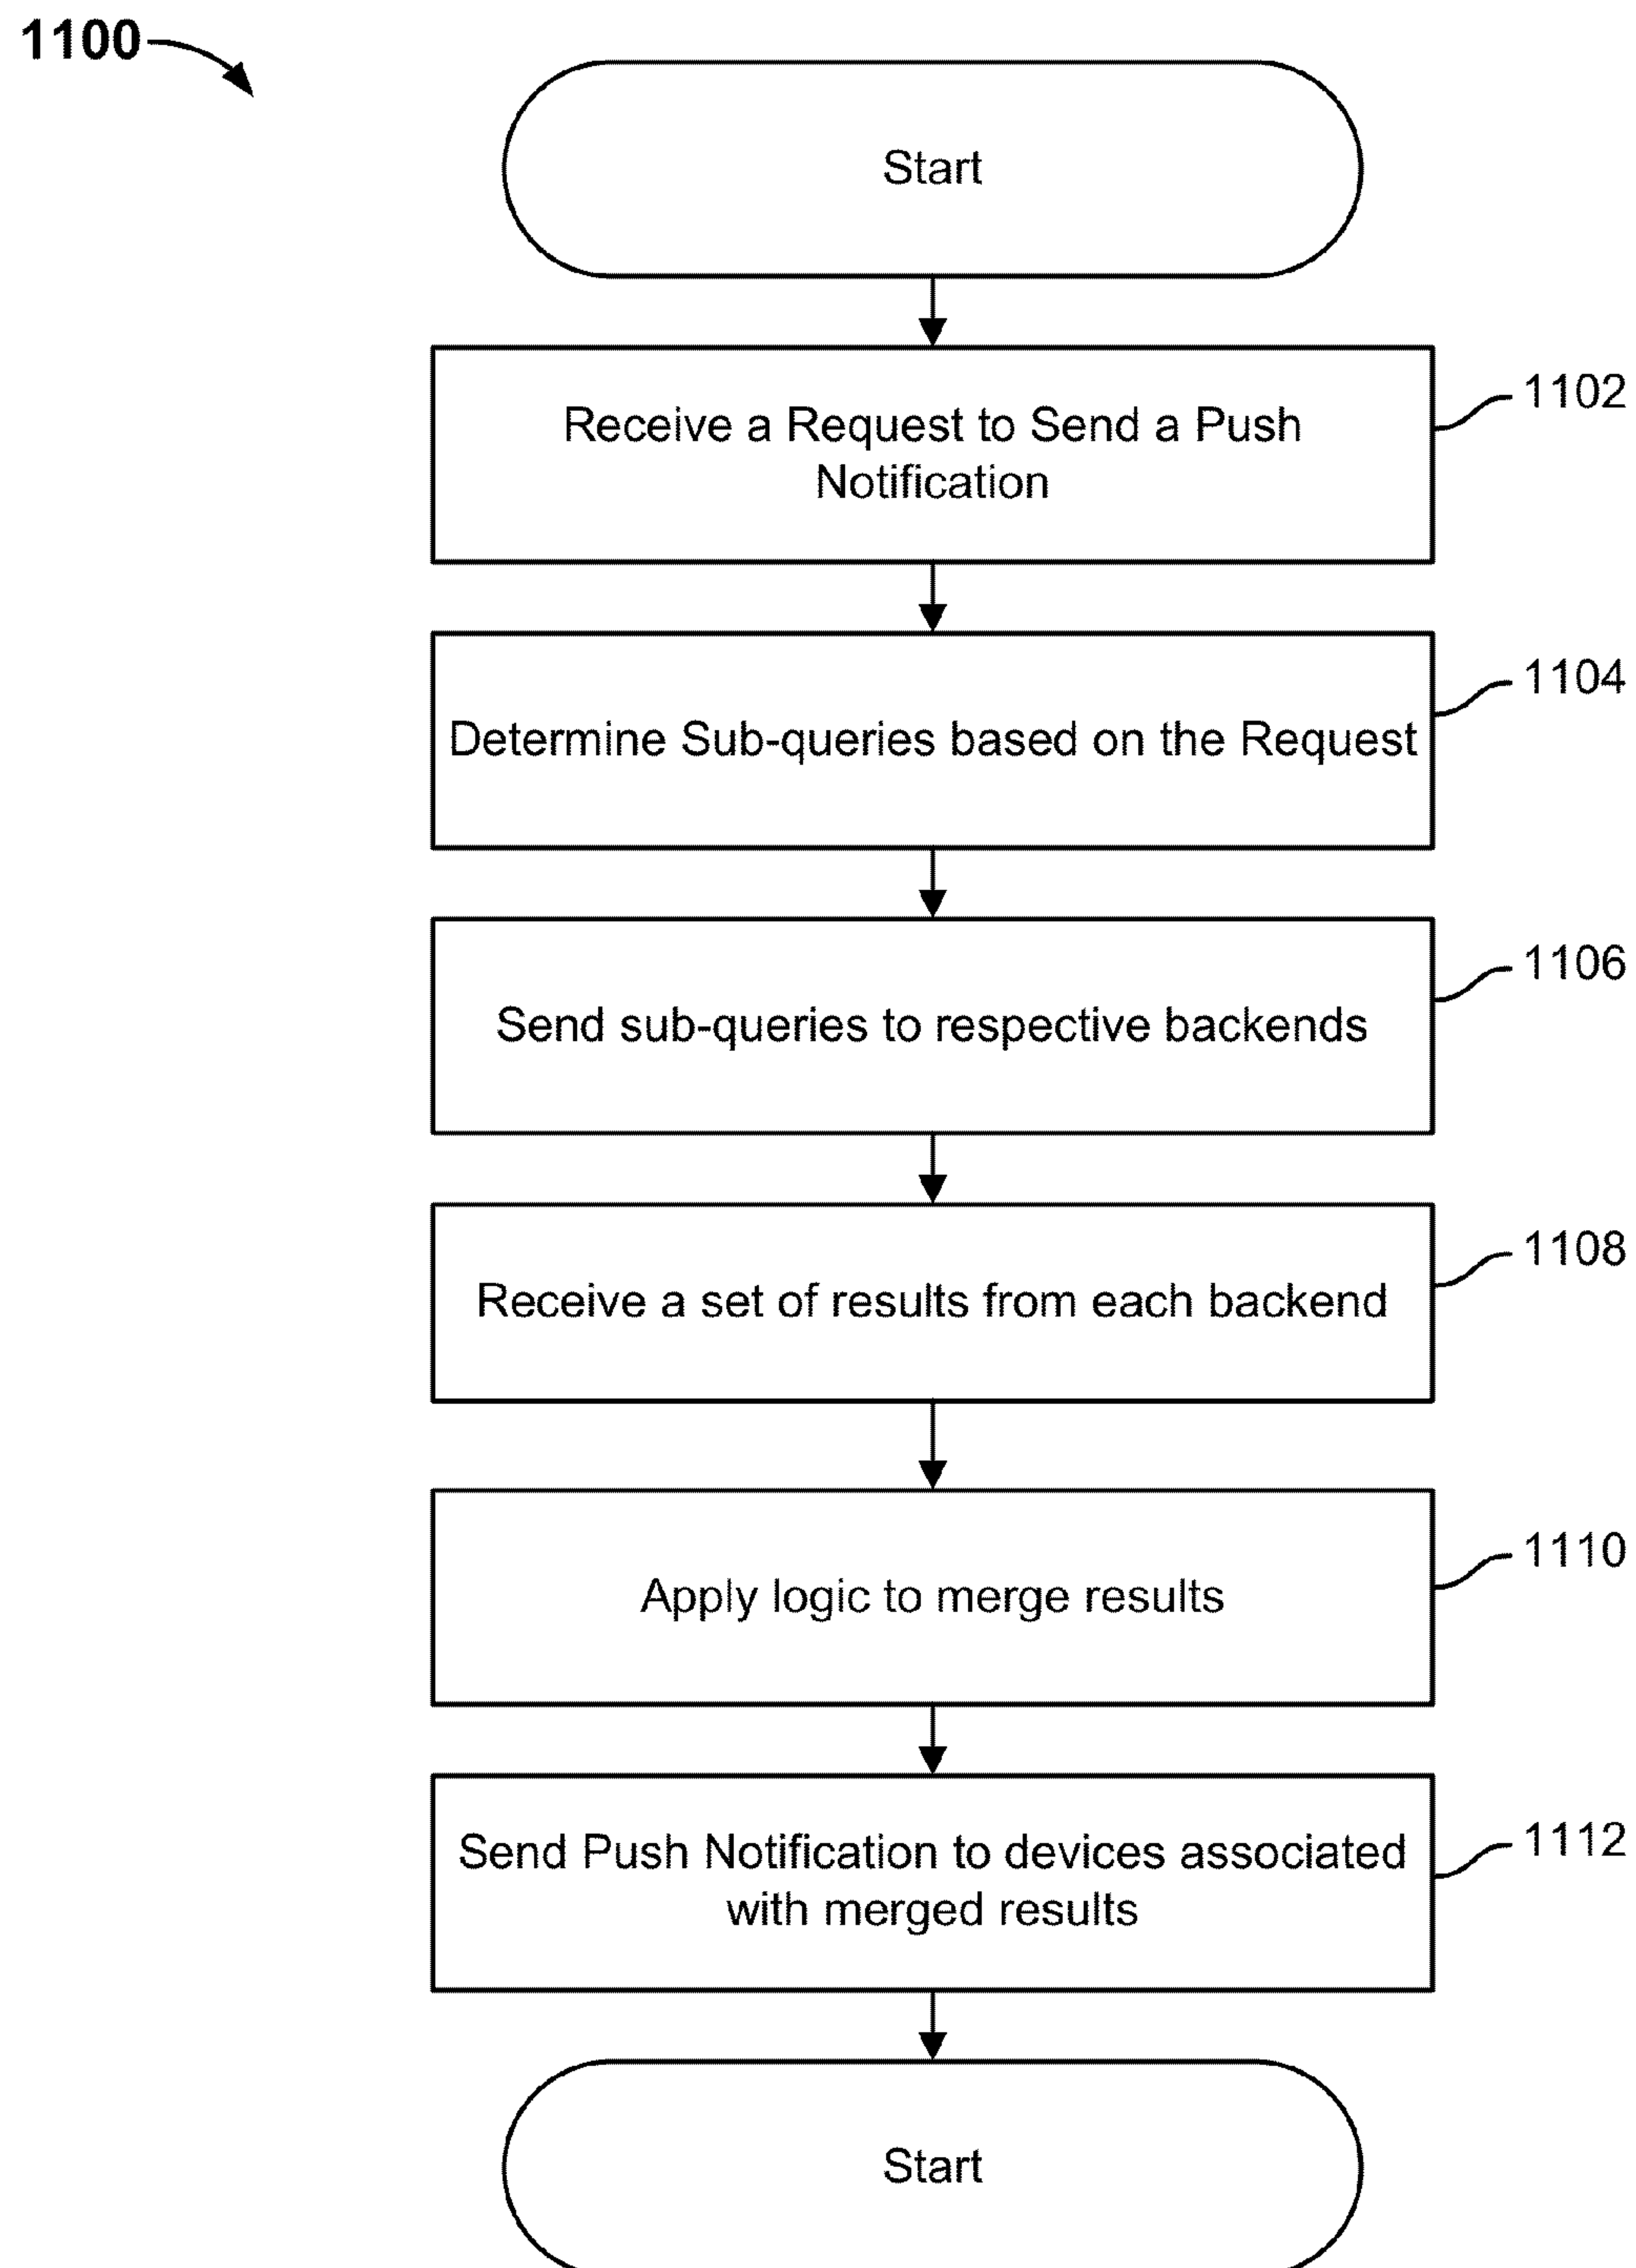 1100
Start
Receive a Request to Send a Push
Notification
1102
Determine Sub-queries based on the Request
1104
Send sub-queries to respective backends
1106
Receive a set of results from each backend
1108
Apply logic to merge results
1110
Send Push Notification to devices associated
with merged results
1112
Start